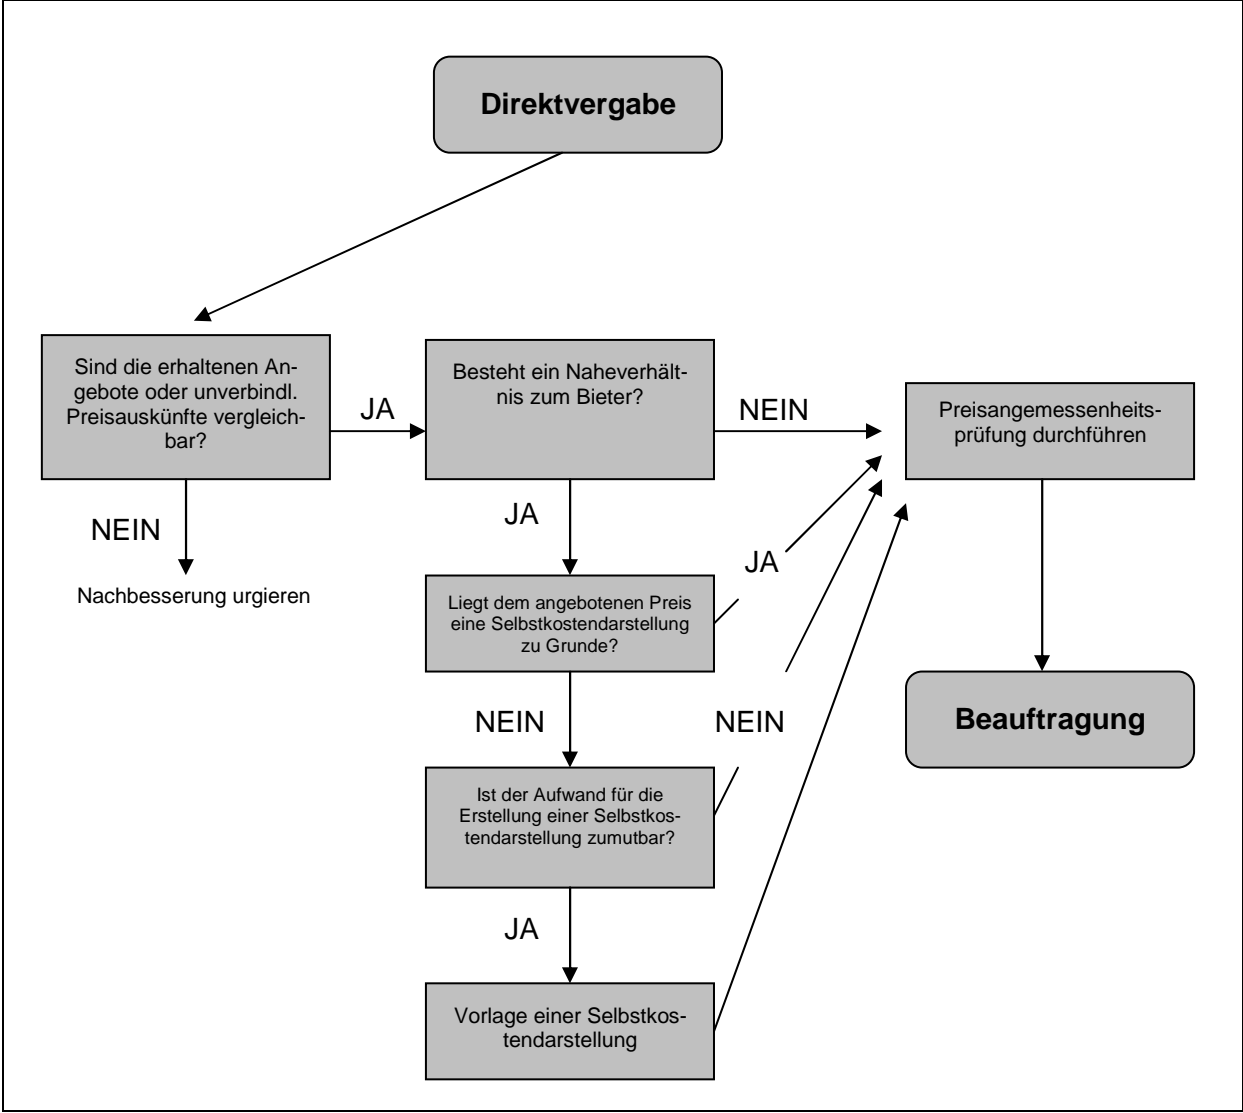 Direktvergabe
Sind die erhaltenen An-
gebote oder unverbindl.
Preisauskünfte vergleich-
bar?
JA
Besteht ein Naheverhält-
nis zum Bieter?
NEIN
Preisangemessenheits-
prüfung durchführen
NEIN
Nachbesserung urgieren
JA
Liegt dem angebotenen Preis
eine Selbstkostendarstellung
zu Grunde?
JA
NEIN
NEIN
Beauftragung
Ist der Aufwand für die
Erstellung einer Selbstkos-
tendarstellung zumutbar?
JA
Vorlage einer Selbstkos-
tendarstellung